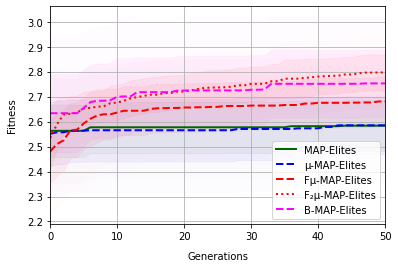 3.0
2.9
2.8
2.7
2.6
2.5
2.4
2.3
2.2
Fitness
0
10
20
30
40
50
Generations
MAP-Elites
μ-MAP-Elites
Fμ-MAP-Elites
F₂μ-MAP-Elites
B-MAP-Elites